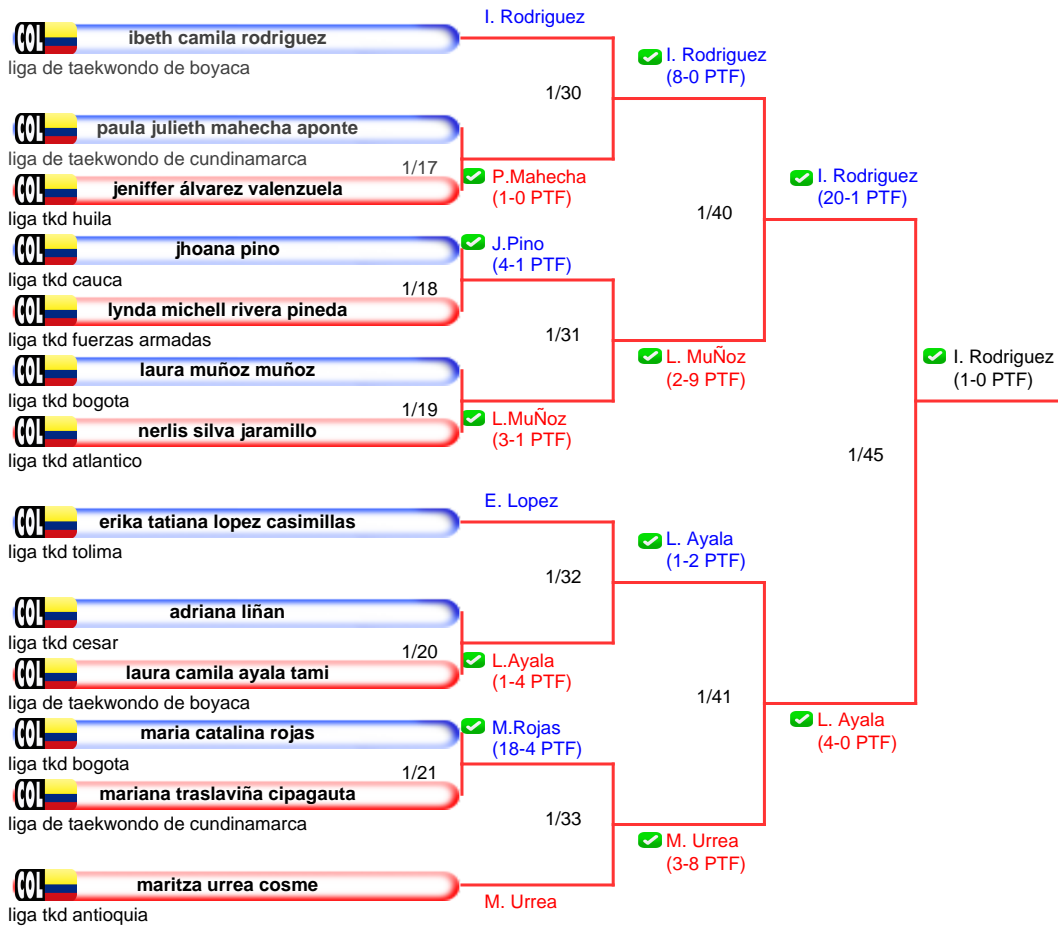 I. Rodriguez
COL ibeth camila rodriguez
liga de taekwondo de boyaca
I. Rodriguez
(8-0 PTF)
1/30
COL paula julieth mahecha aponte
liga de taekwondo de cundinamarca
1/17
P.Mahecha
(1-0 PTF)
COL jeniffer álvarez valenzuela
liga tkd huila
I. Rodriguez
(20-1 PTF)
1/40
COL jhoana pino
liga tkd cauca
J.Pino
(4-1 PTF)
1/18
COL lynda michell rivera pineda
liga tkd fuerzas armadas
1/31
L. MuÑoz
(2-9 PTF)
COL laura muñoz muñoz
liga tkd bogota
1/19
COL nerlis silva jaramillo
liga tkd atlantico
L.MuÑoz
(3-1 PTF)
I. Rodriguez
(1-0 PTF)
1/45
E. Lopez
COL erika tatiana lopez casimillas
liga tkd tolima
L. Ayala
(1-2 PTF)
1/32
COL adriana liñan
liga tkd cesar
1/20
COL laura camila ayala tami
liga de taekwondo de boyaca
L.Ayala
(1-4 PTF)
1/41
L. Ayala
(4-0 PTF)
COL maria catalina rojas
liga tkd bogota
M.Rojas
(18-4 PTF)
1/21
COL mariana traslaviña cipagauta
liga de taekwondo de cundinamarca
1/33
M. Urrea
(3-8 PTF)
COL maritza urrea cosme
liga tkd antioquia
M. Urrea